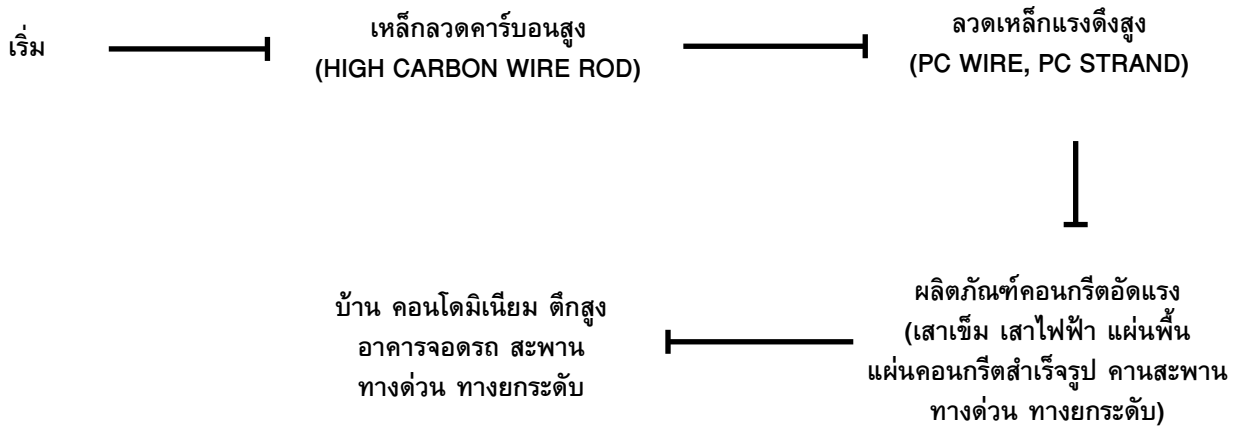 เริ่ม
เหล็กลวดคาร์บอนสูง
(HIGH CARBON WIRE ROD)
ลวดเหล็กแรงดึงสูง
(PC WIRE, PC STRAND)
ผลิตภัณฑ์คอนกรีตอัดแรง
(เสาเข็ม เสาไฟฟ้า แผ่นพื้น
แผ่นคอนกรีตสำเร็จรูป คานสะพาน
ทางด่วน ทางยกระดับ)
บ้าน คอนโดมิเนียม ตึกสูง
อาคารจอดรถ สะพาน
ทางด่วน ทางยกระดับ